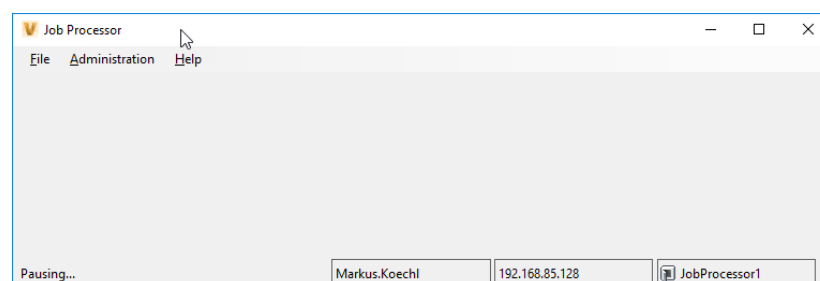 Job Processor
File Administration Help
Pausing... Markus.Koechl 192.168.85.128 JobProcessor1